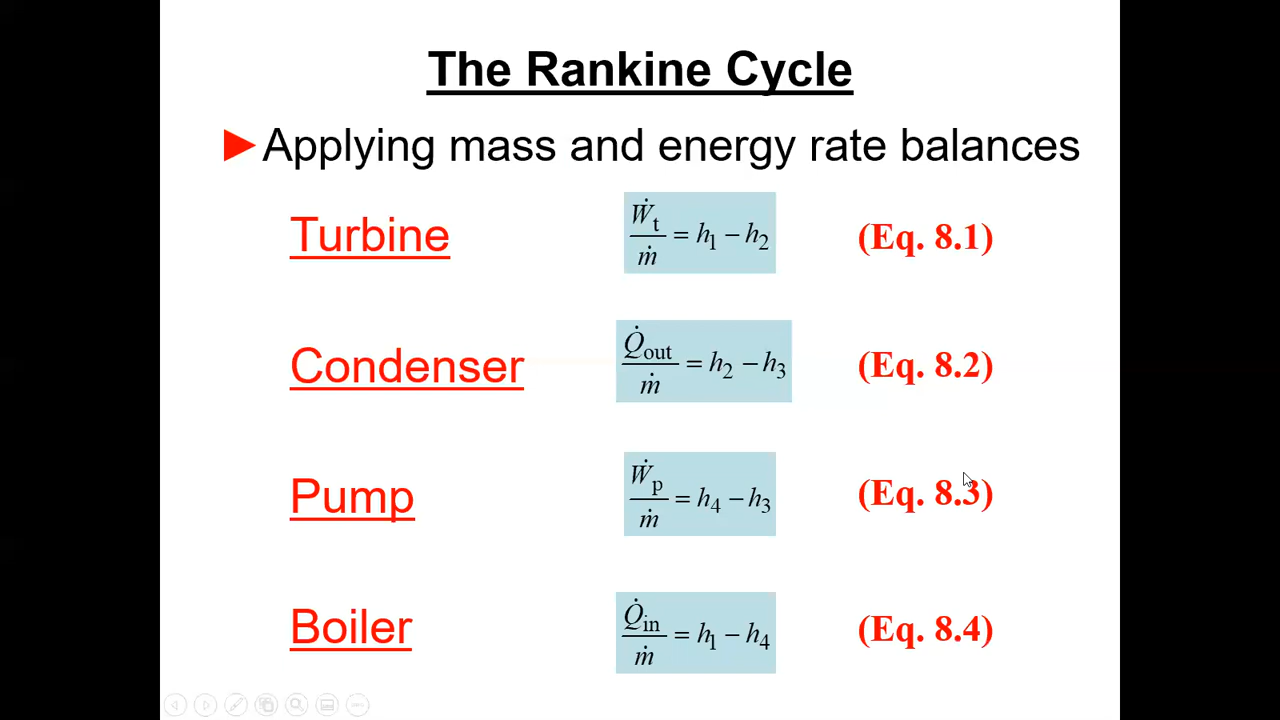 The Rankine Cycle
►Applying mass and energy rate balances
Turbine Ẇt/ṁ = h1 − h2 (Eq. 8.1)
Condenser Q̇out/ṁ = h2 − h3 (Eq. 8.2)
Pump Ẇp/ṁ = h4 − h3 (Eq. 8.3)
Boiler Q̇in/ṁ = h1 − h4 (Eq. 8.4)